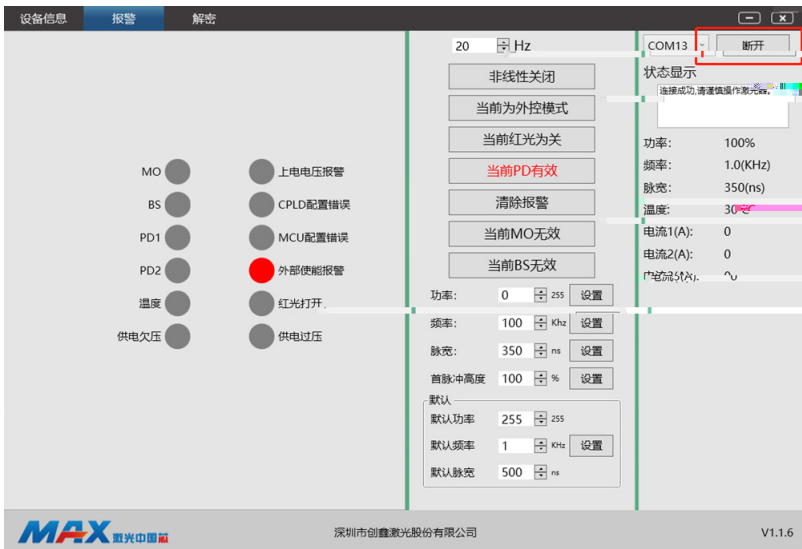 设备信息 报警 解密
20 Hz
COM13 断开
非线性关闭
状态显示
当前为外控模式
连接成功,请谨慎操作激光器。
当前红光为关
功率: 100%
MO 上电电压报警
当前PD有效
频率: 1.0(KHz)
BS CPLD配置错误
清除报警
脉宽: 350(ns)
温度: 30℃
PD1 MCU配置错误
当前MO无效
电流1(A): 0
PD2 外部使能报警
当前BS无效
电流2(A): 0
温度 红光打开
功率: 0 255 设置
供电欠压 供电过压
频率: 100 Khz 设置
脉宽: 350 ns 设置
首脉冲高度 100 % 设置
默认
默认功率 255 255
默认频率 1 KHz 设置
默认脉宽 500 ns
MAX 激光中国芯
深圳市创鑫激光股份有限公司
V1.1.6